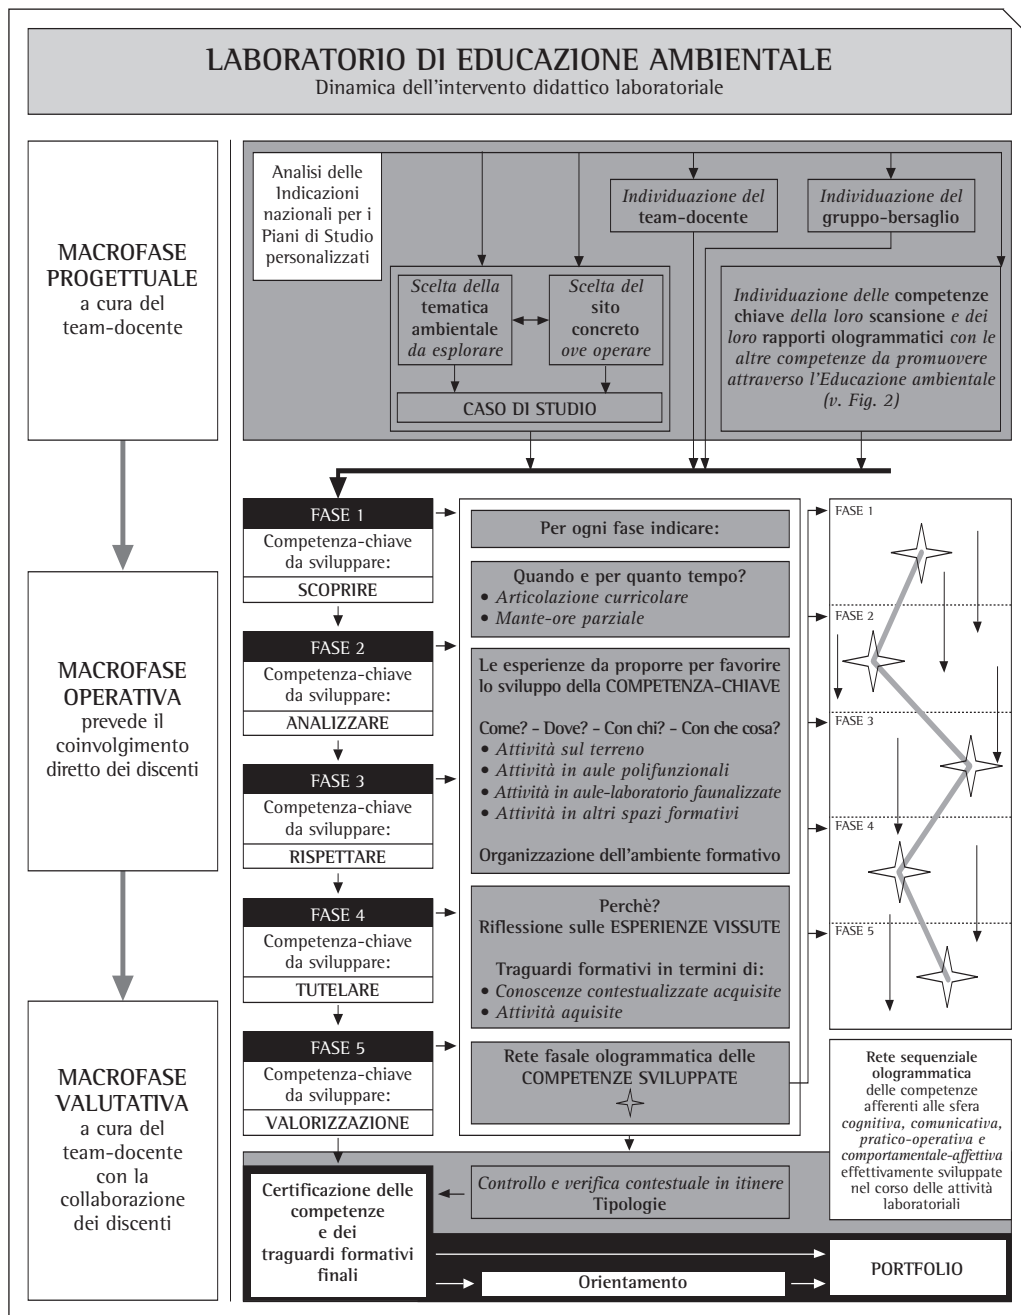 LABORATORIO DI EDUCAZIONE AMBIENTALE
Dinamica dell'intervento didattico laboratoriale
MACROFASE
PROGETTUALE
a cura del
team-docente
Analisi delle
Indicazioni
nazionali per i
Piani di Studio
personalizzati
Individuazione del
team-docente
Individuazione del
gruppo-bersaglio
Scelta della
tematica
ambientale
da esplorare
Scelta del
sito
concreto
ove operare
CASO DI STUDIO
Individuazione delle competenze
chiave della loro scansione e dei
loro rapporti ologrammatici con le
altre competenze da promuovere
attraverso l'Educazione ambientale
(v. Fig. 2)
MACROFASE
OPERATIVA
prevede il
coinvolgimento
diretto dei discenti
FASE 1
Competenza-chiave
da sviluppare:
SCOPRIRE
FASE 2
Competenza-chiave
da sviluppare:
ANALIZZARE
FASE 3
Competenza-chiave
da sviluppare:
RISPETTARE
FASE 4
Competenza-chiave
da sviluppare:
TUTELARE
FASE 5
Competenza-chiave
da sviluppare:
VALORIZZAZIONE
Per ogni fase indicare:
Quando e per quanto tempo?
• Articolazione curricolare
• Mante-ore parziale
Le esperienze da proporre per favorire
lo sviluppo della COMPETENZA-CHIAVE
Come? - Dove? - Con chi? - Con che cosa?
• Attività sul terreno
• Attività in aule polifunzionali
• Attività in aule-laboratorio faunalizzate
• Attività in altri spazi formativi
Organizzazione dell'ambiente formativo
Perchè?
Riflessione sulle ESPERIENZE VISSUTE
Traguardi formativi in termini di:
• Conoscenze contestualizzate acquisite
• Attività aquisite
Rete fasale ologrammatica delle
COMPETENZE SVILUPPATE
FASE 1
FASE 2
FASE 3
FASE 4
FASE 5
Rete sequenziale
ologrammatica
delle competenze
afferenti alle sfera
cognitiva, comunicativa,
pratico-operativa e
comportamentale-affettiva
effettivamente sviluppate
nel corso delle attività
laboratoriali
MACROFASE
VALUTATIVA
a cura del
team-docente
con la
collaborazione
dei discenti
Certificazione delle
competenze
e dei
traguardi formativi
finali
Controllo e verifica contestuale in itinere
Tipologie
Orientamento
PORTFOLIO